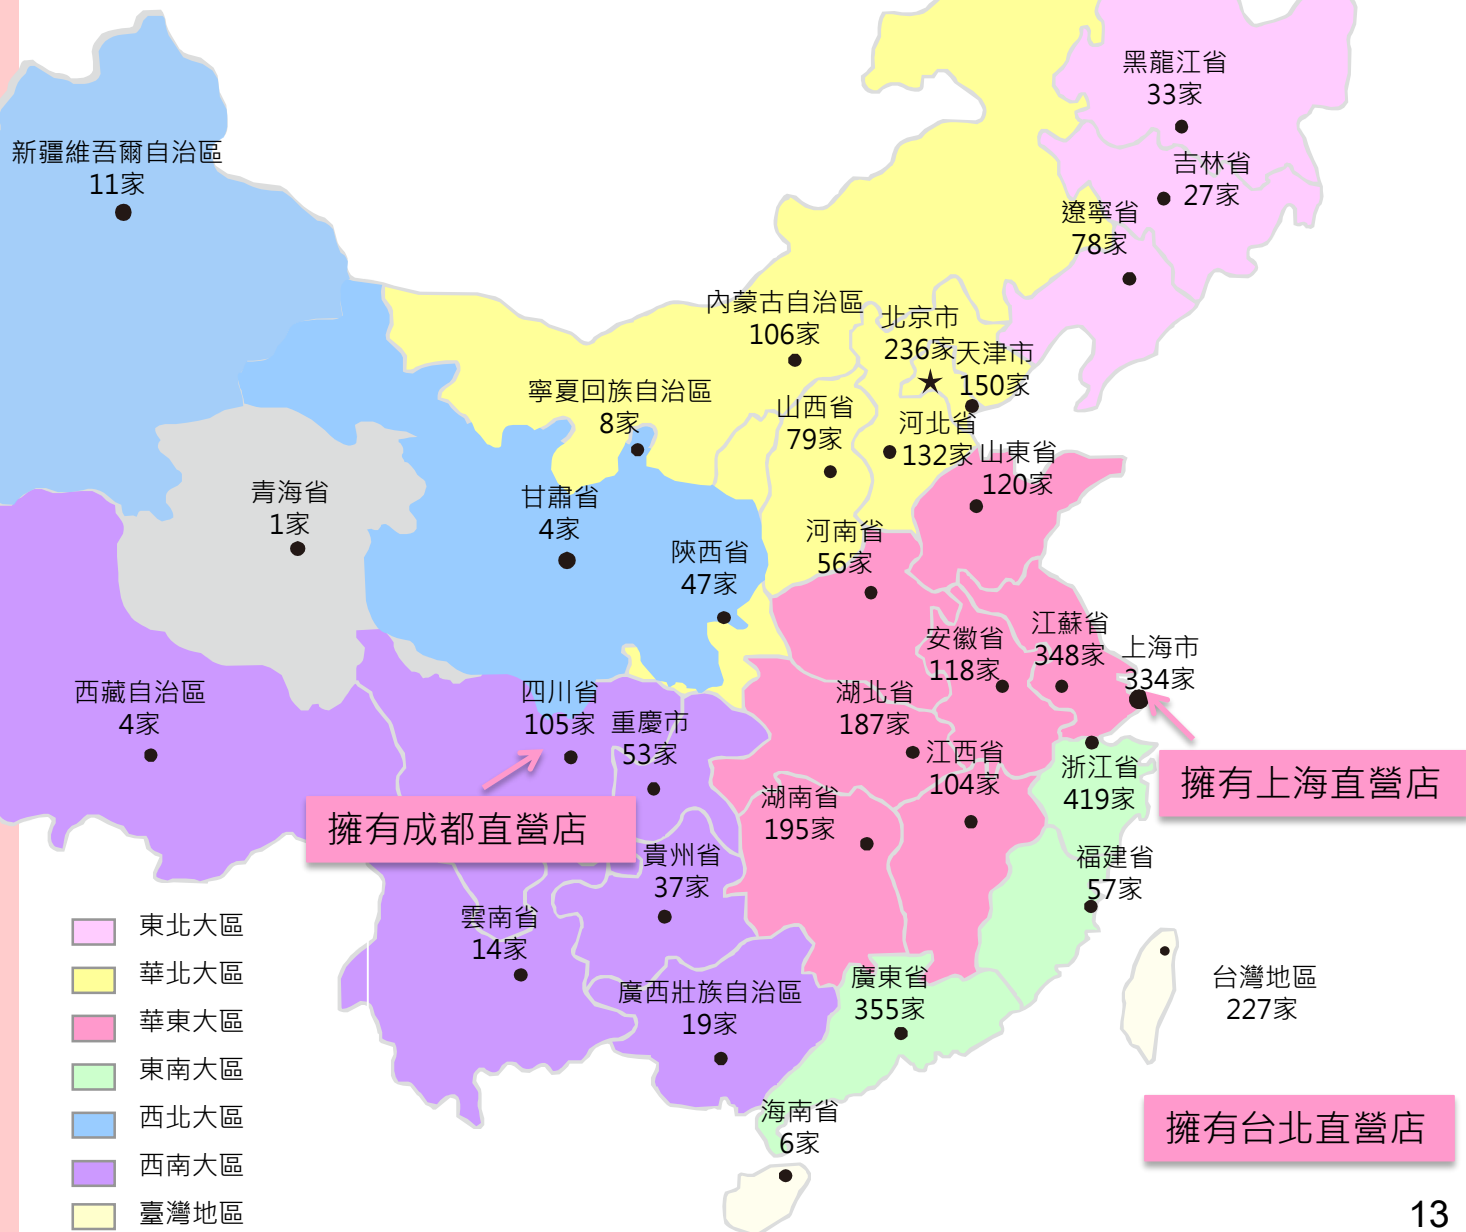 黑龍江省
33家
新疆維吾爾自治區
11家
吉林省
27家
遼寧省
78家
內蒙古自治區
106家
北京市
236家
天津市
150家
寧夏回族自治區
8家
山西省
79家
河北省
132家
山東省
120家
青海省
1家
甘肅省
4家
陝西省
47家
河南省
56家
安徽省
118家
江蘇省
348家
上海市
334家
西藏自治區
4家
四川省
105家
重慶市
53家
湖北省
187家
江西省
104家
浙江省
419家
擁有上海直營店
擁有成都直營店
湖南省
195家
貴州省
37家
福建省
57家
雲南省
14家
廣西壯族自治區
19家
廣東省
355家
台灣地區
227家
海南省
6家
擁有台北直營店
東北大區
華北大區
華東大區
東南大區
西北大區
西南大區
臺灣地區
13